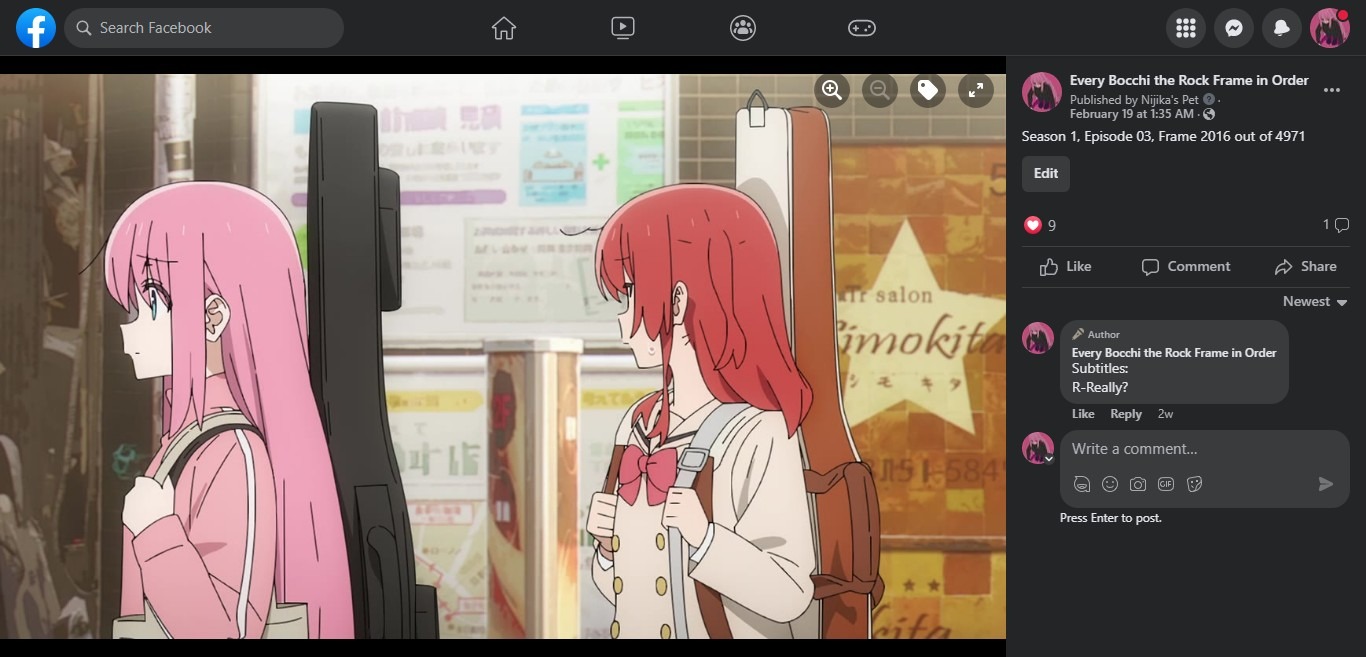 Search Facebook
Every Bocchi the Rock Frame in Order
Published by Nijika's Pet
February 19 at 1:35 AM ·
Season 1, Episode 03, Frame 2016 out of 4971
Edit
9
1
Like
Comment
Share
Newest
Author
Every Bocchi the Rock Frame in Order
Subtitles:
R-Really?
Like
Reply
2w
Write a comment...
GIF
Press Enter to post.
salon
imokita
シモキタ